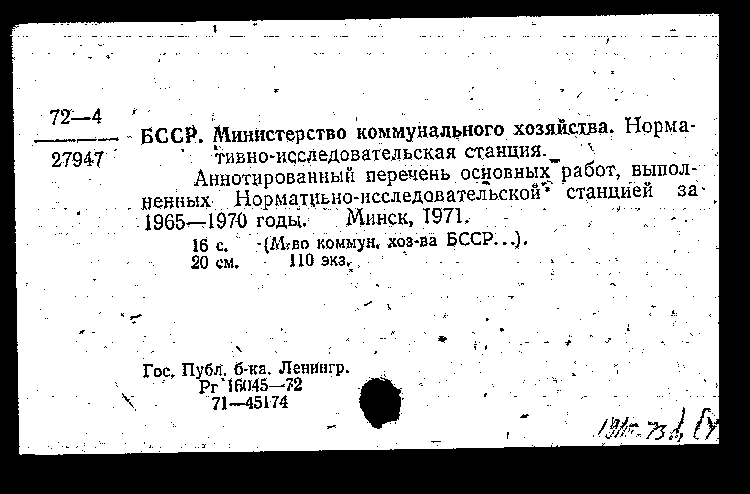 72—4
27947
БССР. Министерство коммунального хозяйства. Норма-
тивно-исследовательская станция.
Аннотированный перечень основных работ, выпол-
ненных Нормативно-исследовательской станцией за
1965—1970 годы. Минск, 1971.
16 с. (М-во коммун. хоз-ва БССР...).
20 см. 110 экз.
Гос. Публ. б-ка. Ленингр.
Рг 16045—72
71—45174